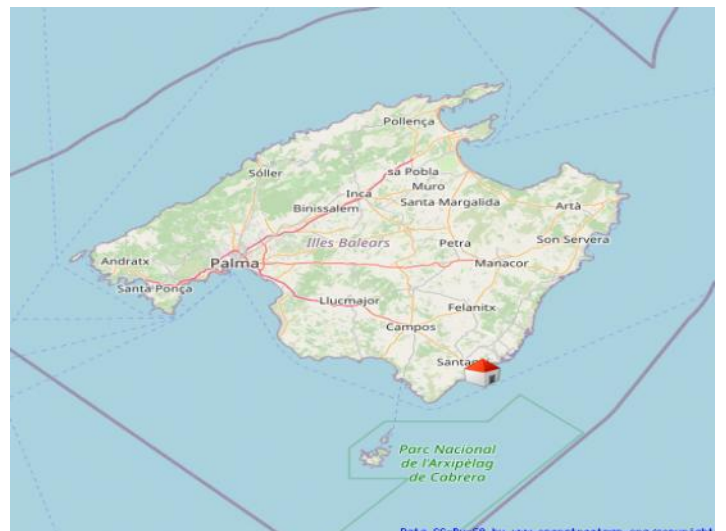 Pollença
Sóller
sa Pobla
Inca
Muro
Binissalem
Santa Margalida
Artà
Illes Balears
Petra
Son Servera
Andratx
Palma
Manacor
Santa Ponça
Llucmajor
Felanitx
Campos
Parc Nacional
de l'Arxipèlag
de Cabrera